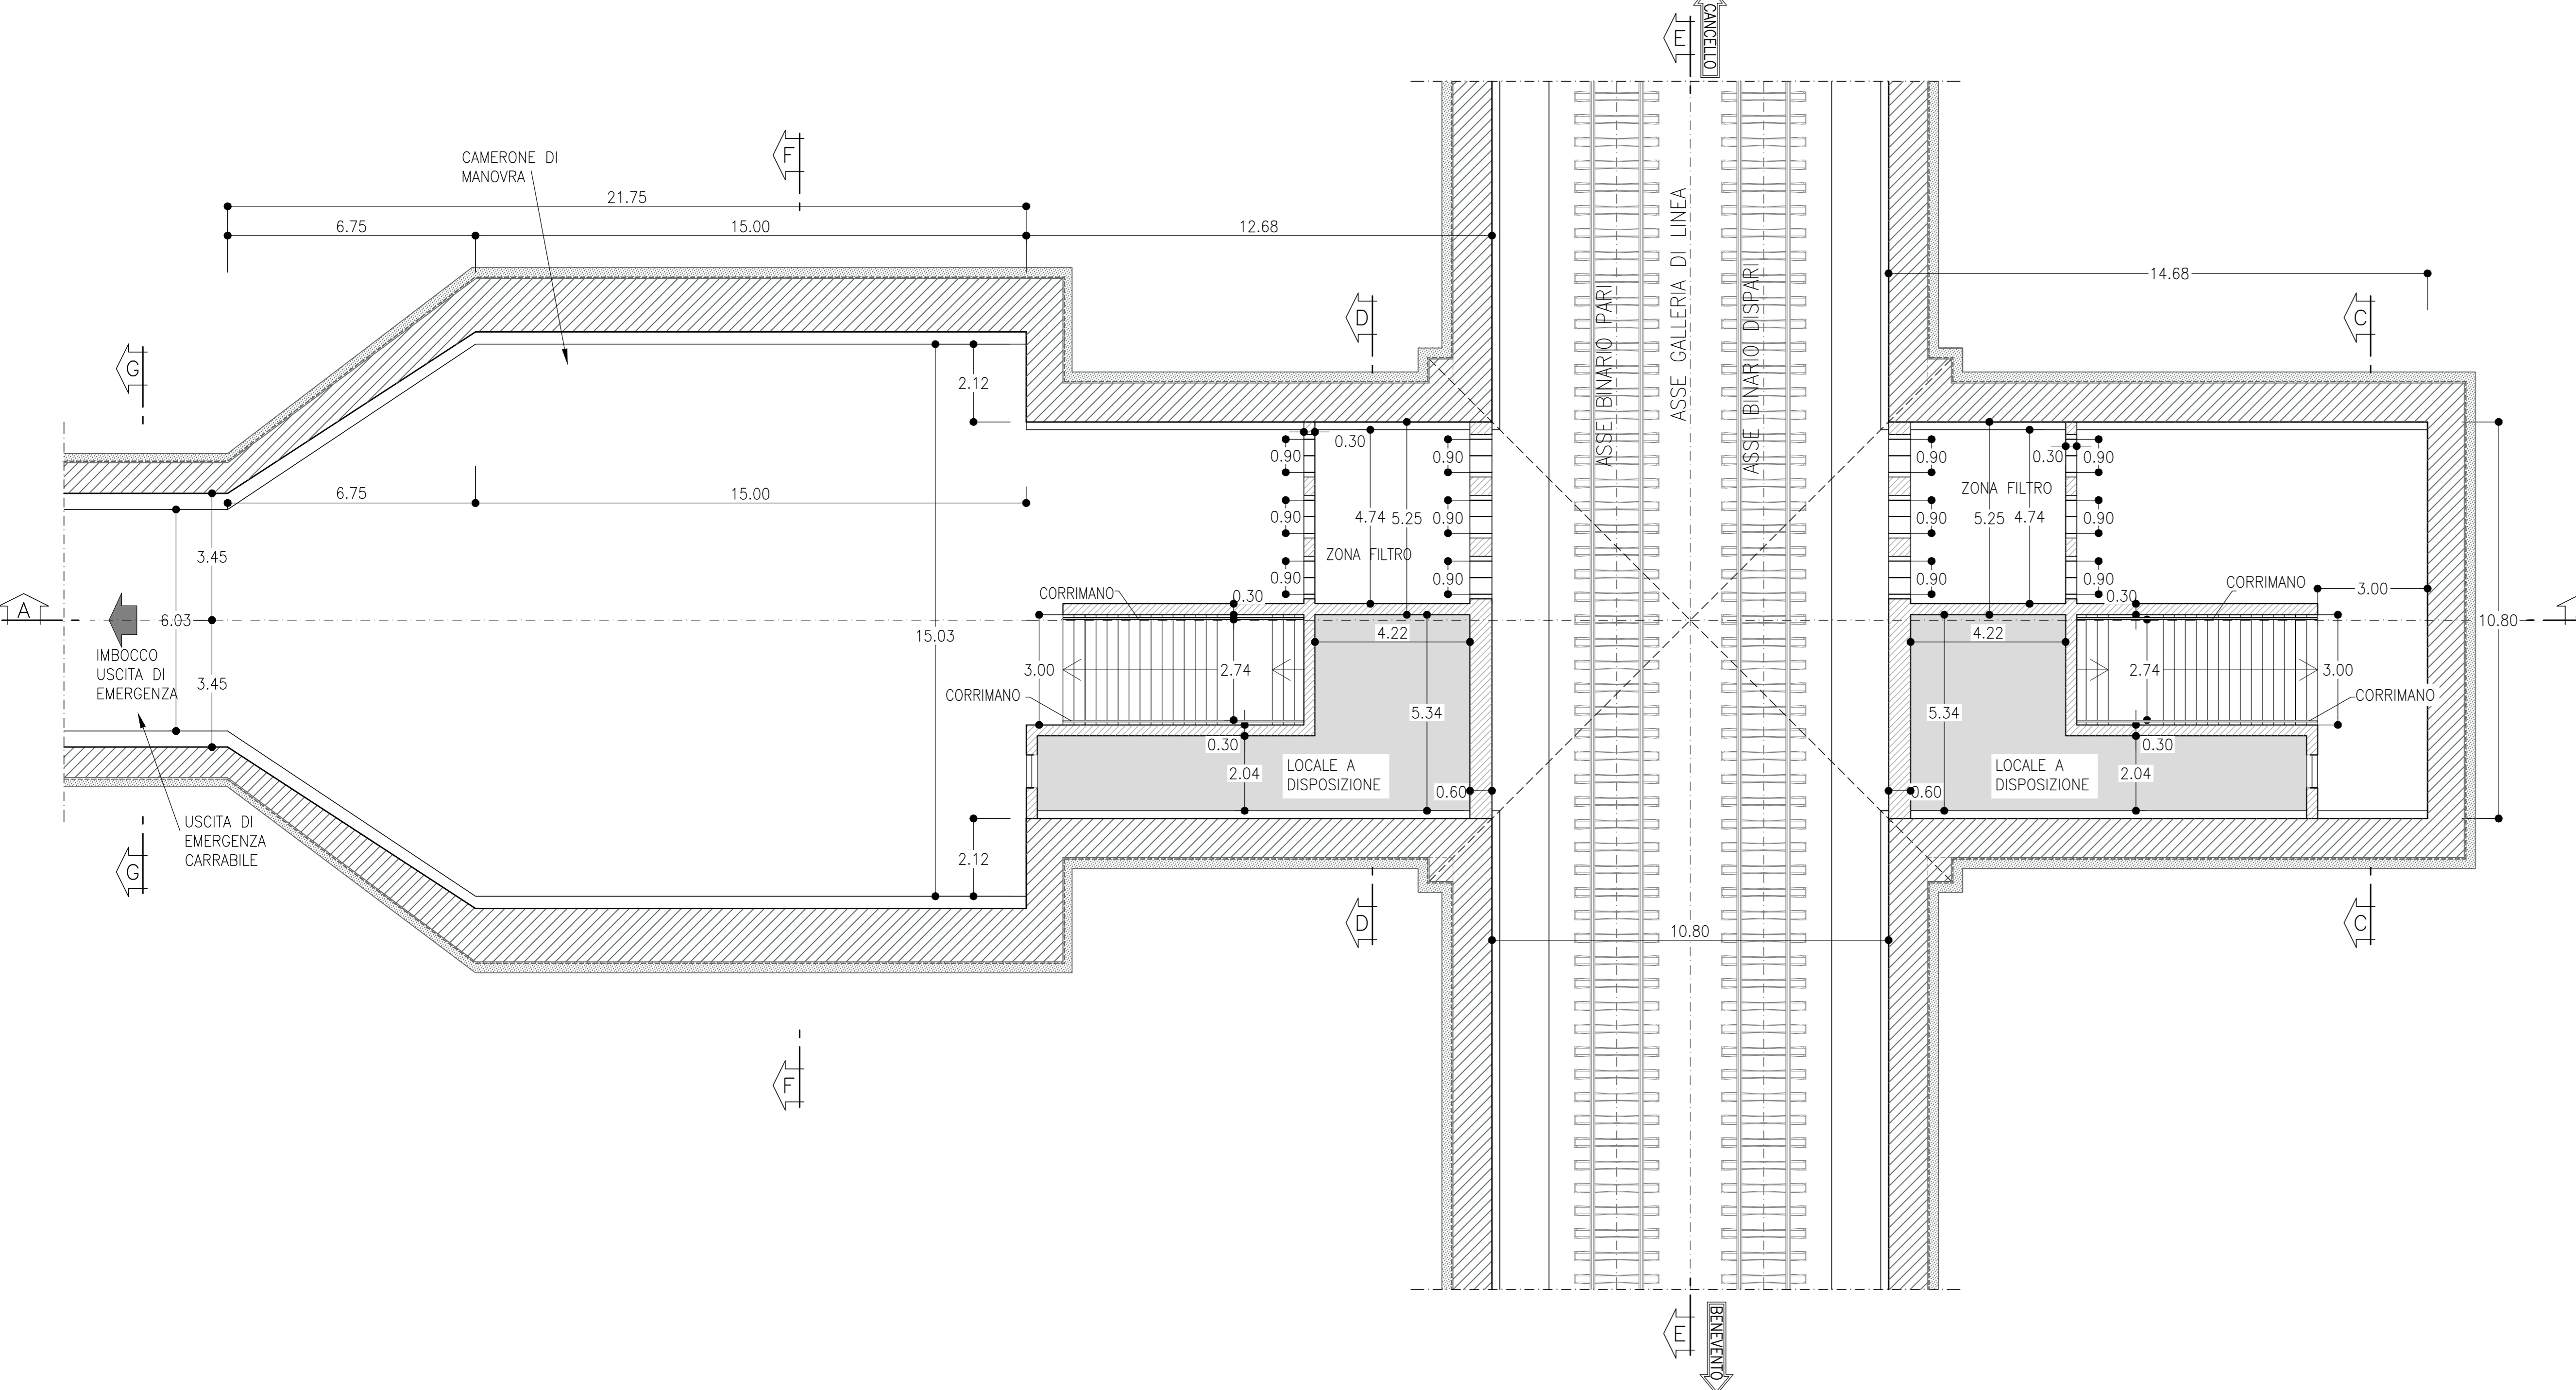 CANCELLO
E
F
CAMERONE DI
MANOVRA
21.75
6.75
15.00
12.68
14.68
D
C
G
2.12
0.30
0.90
0.90
0.90
0.30
0.90
6.75
15.00
ASSE BINARIO PARI
ASSE GALLERIA DI LINEA
ASSE BINARIO DISPARI
ZONA FILTRO
0.90
4.74
5.25
0.90
0.90
5.25
4.74
0.90
3.45
ZONA FILTRO
0.90
0.90
0.90
0.90
CORRIMANO
0.30
0.30
CORRIMANO
3.00
A
6.03
15.03
4.22
4.22
10.80
IMBOCCO
USCITA DI
EMERGENZA
3.45
3.00
2.74
2.74
3.00
CORRIMANO
CORRIMANO
5.34
5.34
0.30
0.30
LOCALE A
DISPOSIZIONE
2.04
0.60
0.60
LOCALE A
DISPOSIZIONE
2.04
USCITA DI
EMERGENZA
CARRABILE
2.12
G
D
C
10.80
F
E
BENEVENTO